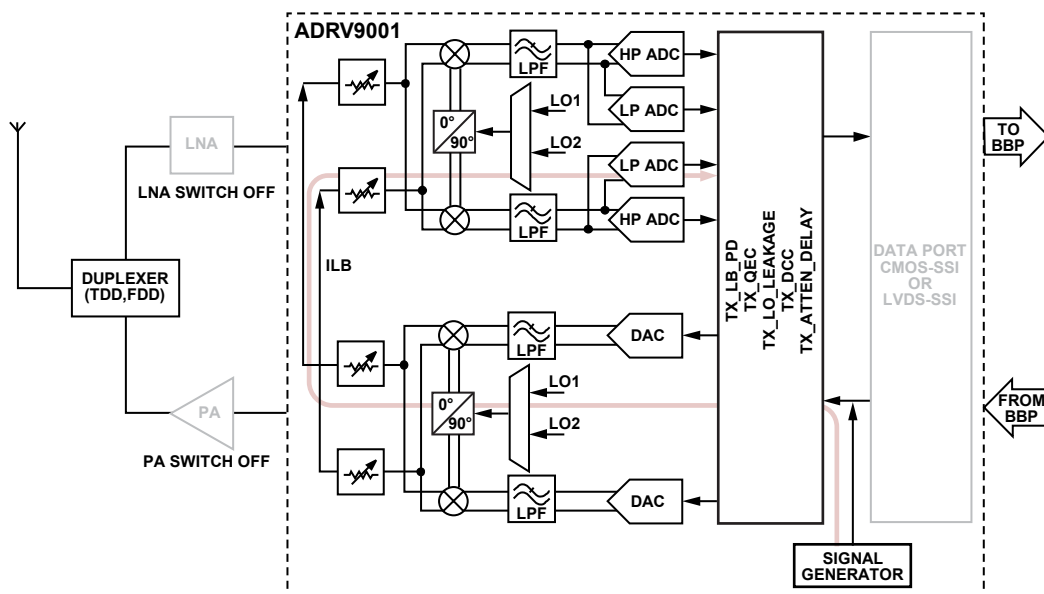 ADRV9001
LNA
LNA SWITCH OFF
DUPLEXER
(TDD,FDD)
PA
PA SWITCH OFF
ILB
LPF
0°
90°
LO1
LO2
LPF
HP ADC
LP ADC
LP ADC
HP ADC
LPF
0°
90°
LO1
LO2
LPF
DAC
DAC
TX_LB_PD
TX_QEC
TX_LO_LEAKAGE
TX_DCC
TX_ATTEN_DELAY
DATA PORT
CMOS-SSI
OR
LVDS-SSI
TO
BBP
FROM
BBP
SIGNAL
GENERATOR